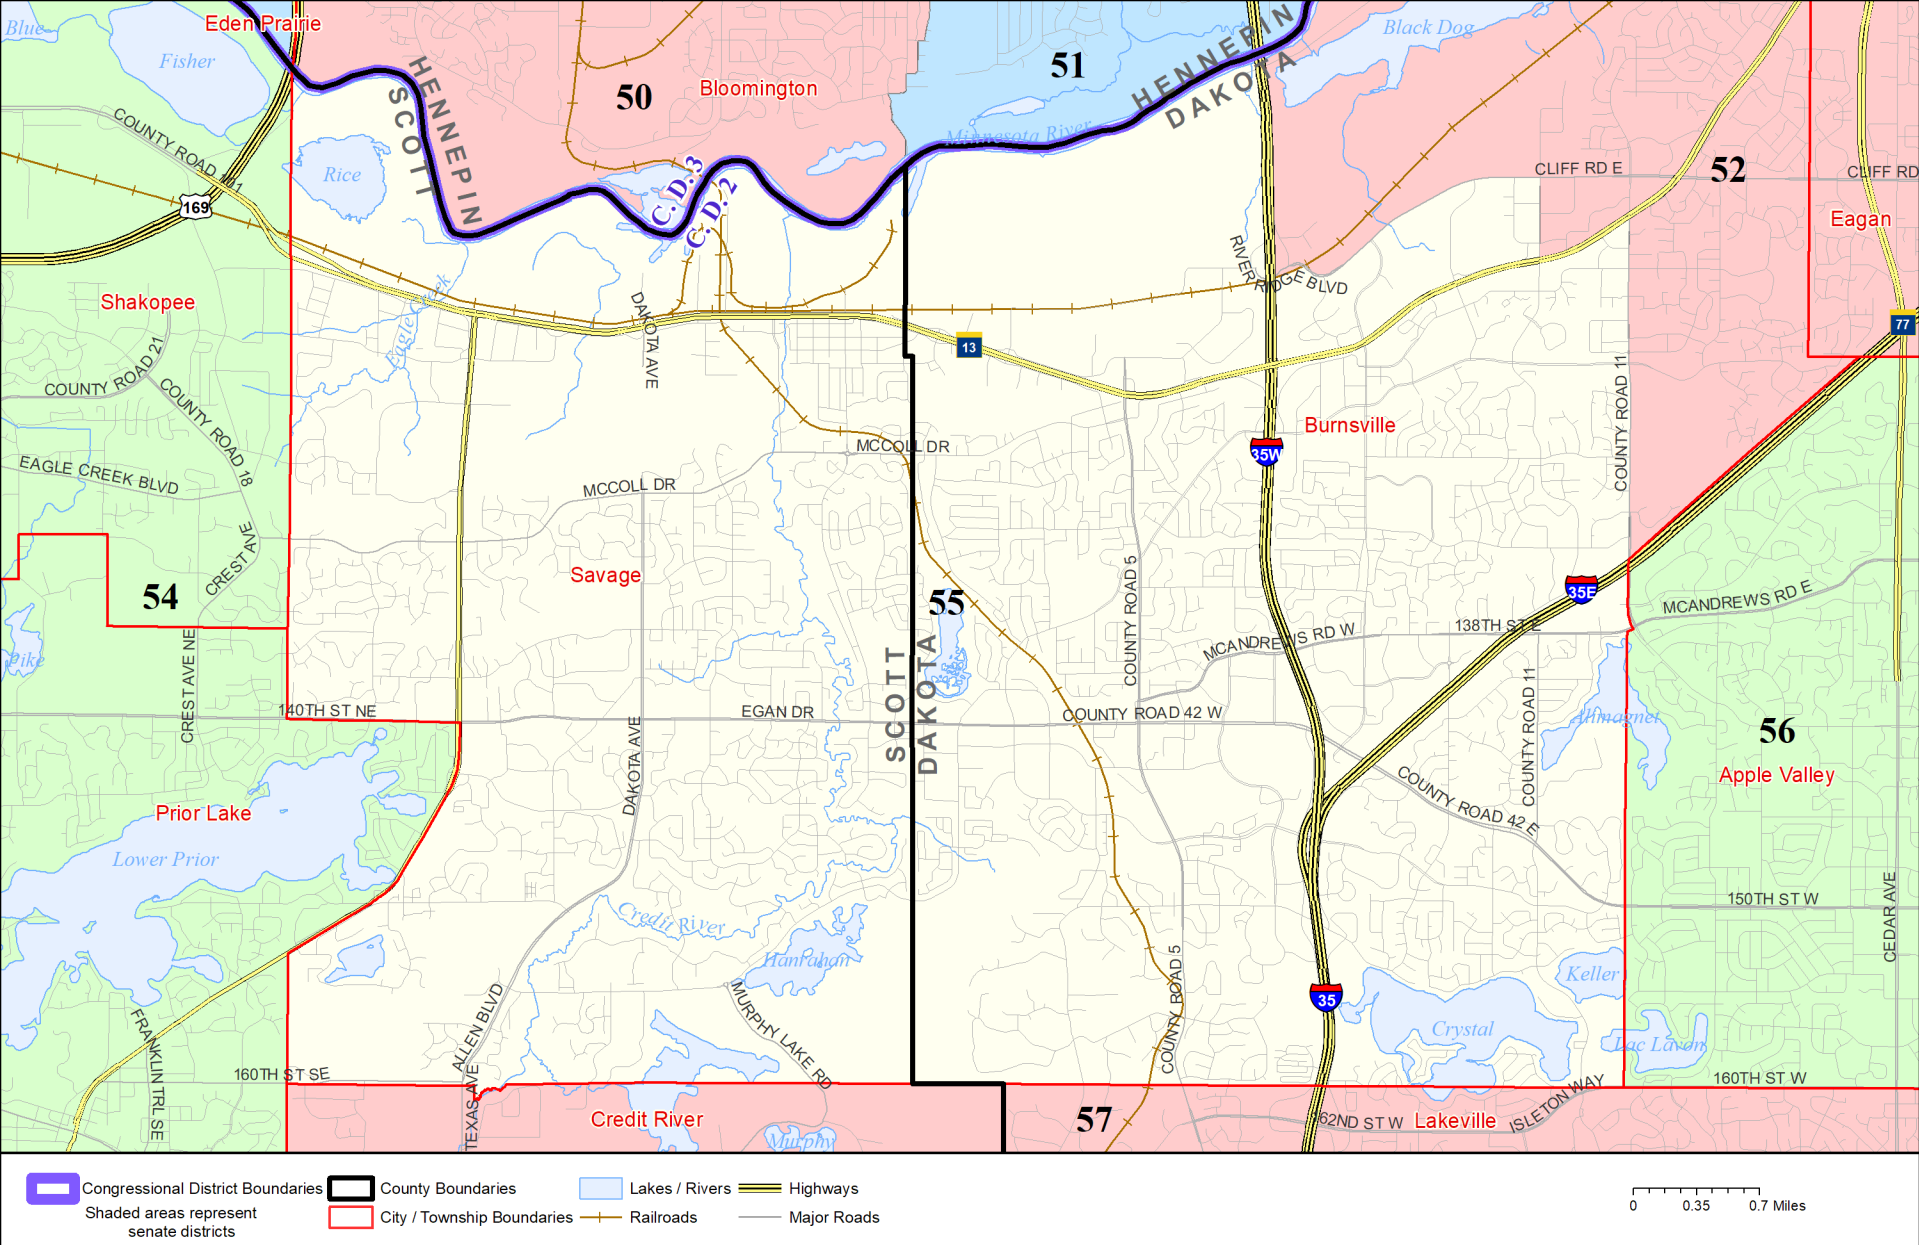 Eden Prairie
Blue
Fisher
50
Bloomington
51
HENNEPIN
DAKOTA
Black Dog
HENNEPIN
SCOTT
COUNTY ROAD 101
Minnesota River
Rice
169
C. D. 3
C. D. 2
CLIFF RD E
52
CLIFF RD
Eagan
Shakopee
Eagle Creek
DAKOTA AVE
RIVER RIDGE BLVD
13
77
COUNTY ROAD 21
COUNTY ROAD 18
COUNTY ROAD 11
MCCOLL DR
Burnsville
35W
EAGLE CREEK BLVD
MCCOLL DR
CREST AVE
54
Savage
55
COUNTY ROAD 5
35E
MCANDREWS RD E
138TH ST E
MCANDREWS RD W
Pike
CREST AVE NE
SCOTT
DAKOTA
140TH ST NE
EGAN DR
COUNTY ROAD 42 W
COUNTY ROAD 11
Alimagnet
56
Apple Valley
DAKOTA AVE
COUNTY ROAD 42 E
Prior Lake
Lower Prior
150TH ST W
CEDAR AVE
Credit River
Hanrahan
COUNTY ROAD 5
Keller
35
Crystal
Lac Lavon
FRANKLIN TRL SE
ALLEN BLVD
MURPHY LAKE RD
160TH ST SE
160TH ST W
TEXAS AVE
Credit River
Murphy
57
62ND ST W
Lakeville
ISLETON WAY
Congressional District Boundaries
County Boundaries
Lakes / Rivers
Highways
Shaded areas represent
senate districts
City / Township Boundaries
Railroads
Major Roads
0 0.35 0.7 Miles